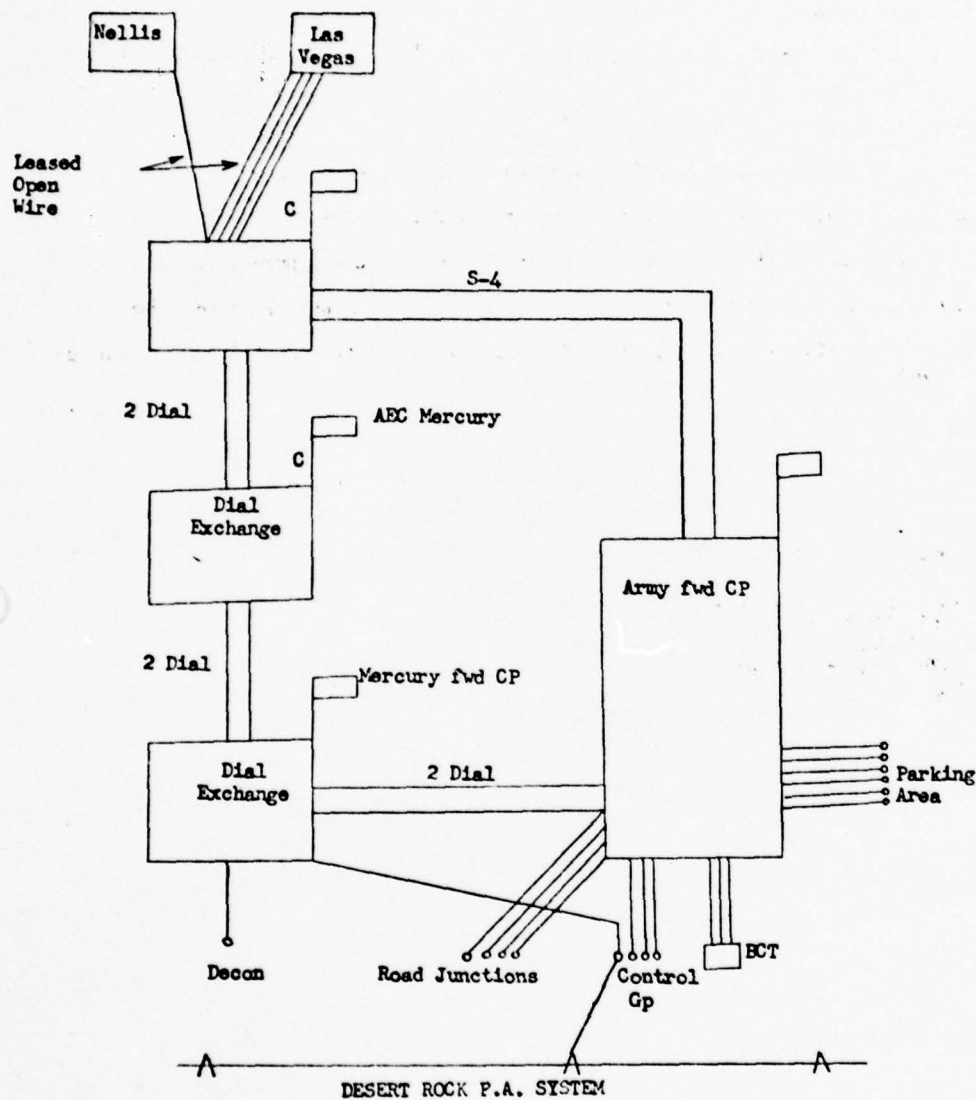 Nellis
Las
Vegas
Leased
Open
Wire
C
S-4
2 Dial
AEC Mercury
C
Dial
Exchange
Army fwd CP
2 Dial
Mercury fwd CP
Dial
Exchange
2 Dial
Parking
Area
Decon
Road Junctions
Control
Gp
BCT
DESERT ROCK P.A. SYSTEM